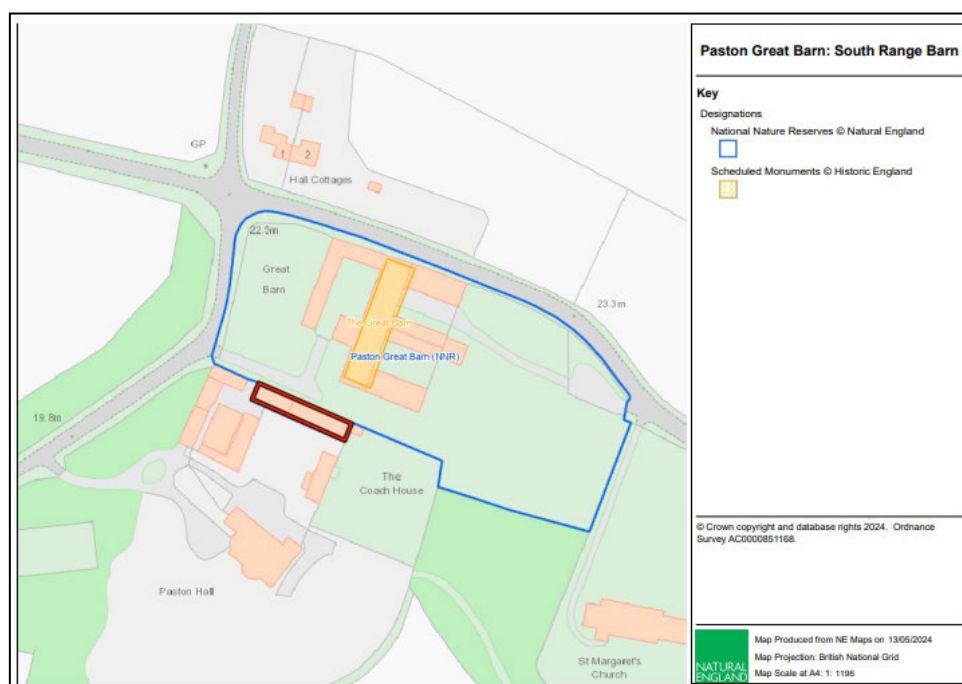 GP
1 2
Hall Cottages
22.9m
Great
Barn
23.3m
The Great Barn
Paston Great Barn (NNR)
19.8m
The
Coach House
Paston Hall
St Margaret's
Church
Paston Great Barn: South Range Barn
Key
Designations
National Nature Reserves © Natural England
Scheduled Monuments © Historic England
© Crown copyright and database rights 2024. Ordnance
Survey AC0000851168.
NATURAL
ENGLAND
Map Produced from NE Maps on 13/05/2024
Map Projection: British National Grid
Map Scale at A4: 1: 1196